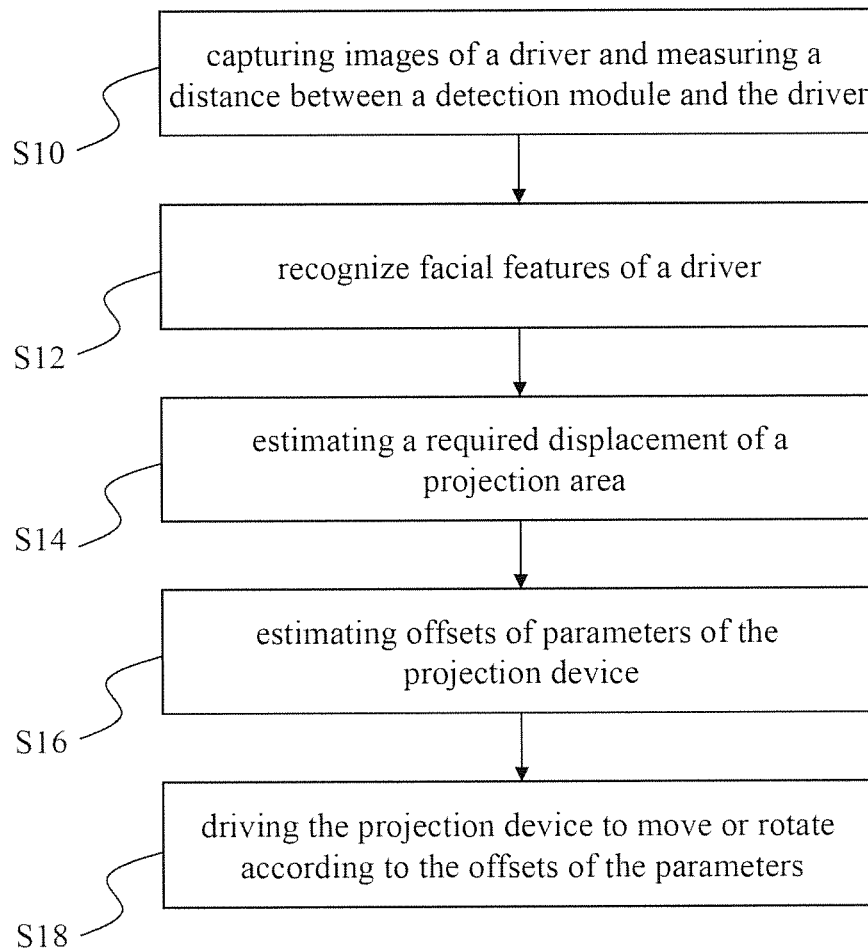 capturing images of a driver and measuring a
distance between a detection module and the driver
S10
recognize facial features of a driver
S12
estimating a required displacement of a
projection area
S14
estimating offsets of parameters of the
projection device
S16
driving the projection device to move or rotate
according to the offsets of the parameters
S18